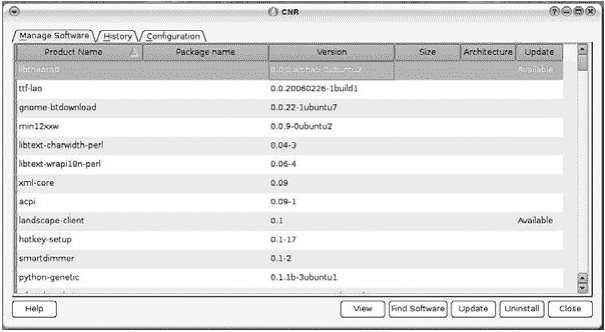 CNR
Manage Software History Configuration
Product Name Package name Version Size Architecture Update
Available
ttf-lao 0.0.20060226-1build1
gnome-btdownload 0.0.22-1ubuntu7
min12xxw 0.0.9-0ubuntu2
libtext-charwidth-perl 0.04-3
libtext-wrapi18n-perl 0.06-4
xml-core 0.09
acpi 0.09-1
landscape-client 0.1 Available
hotkey-setup 0.1-17
smartdimmer 0.1-2
python-genetic 0.1.1b-3ubuntu1
Help View Find Software Update Uninstall Close